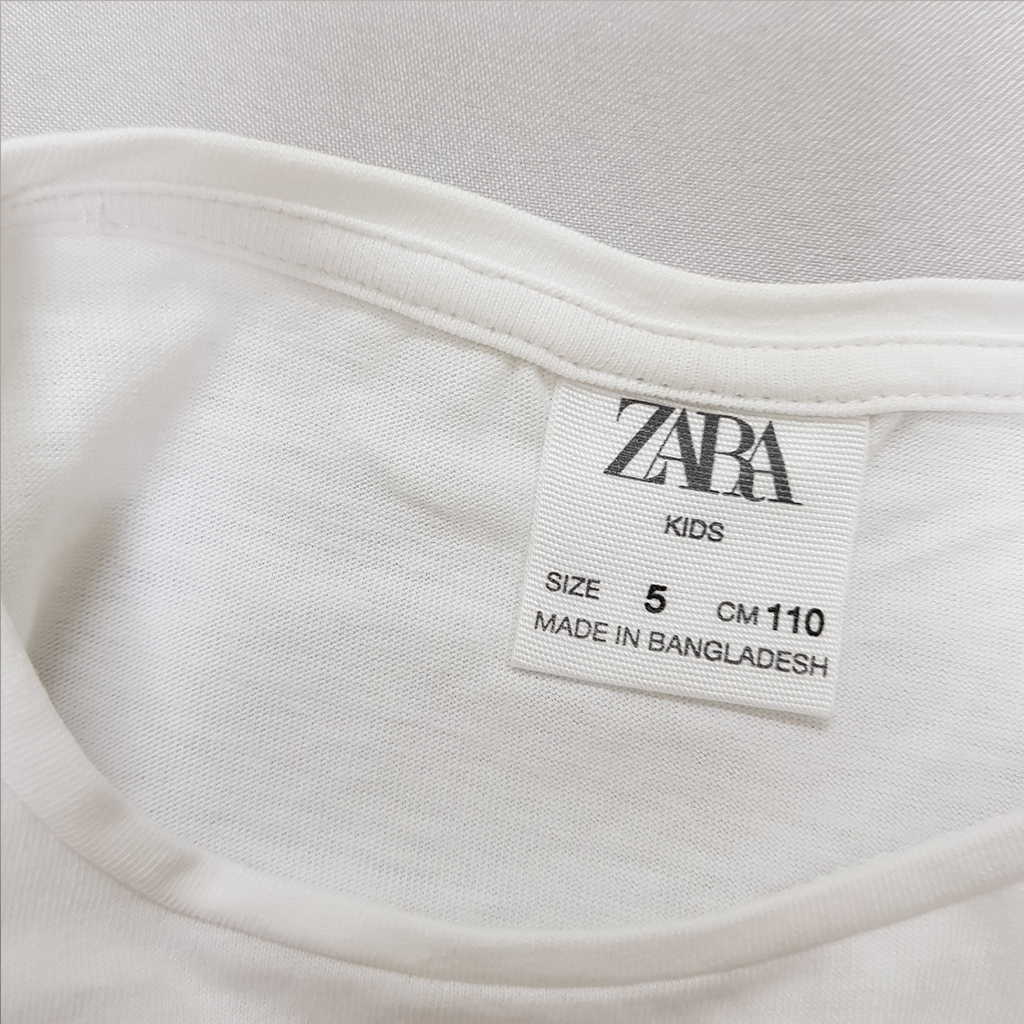 ZARA
KIDS
SIZE 5 CM 110
MADE IN BANGLADESH